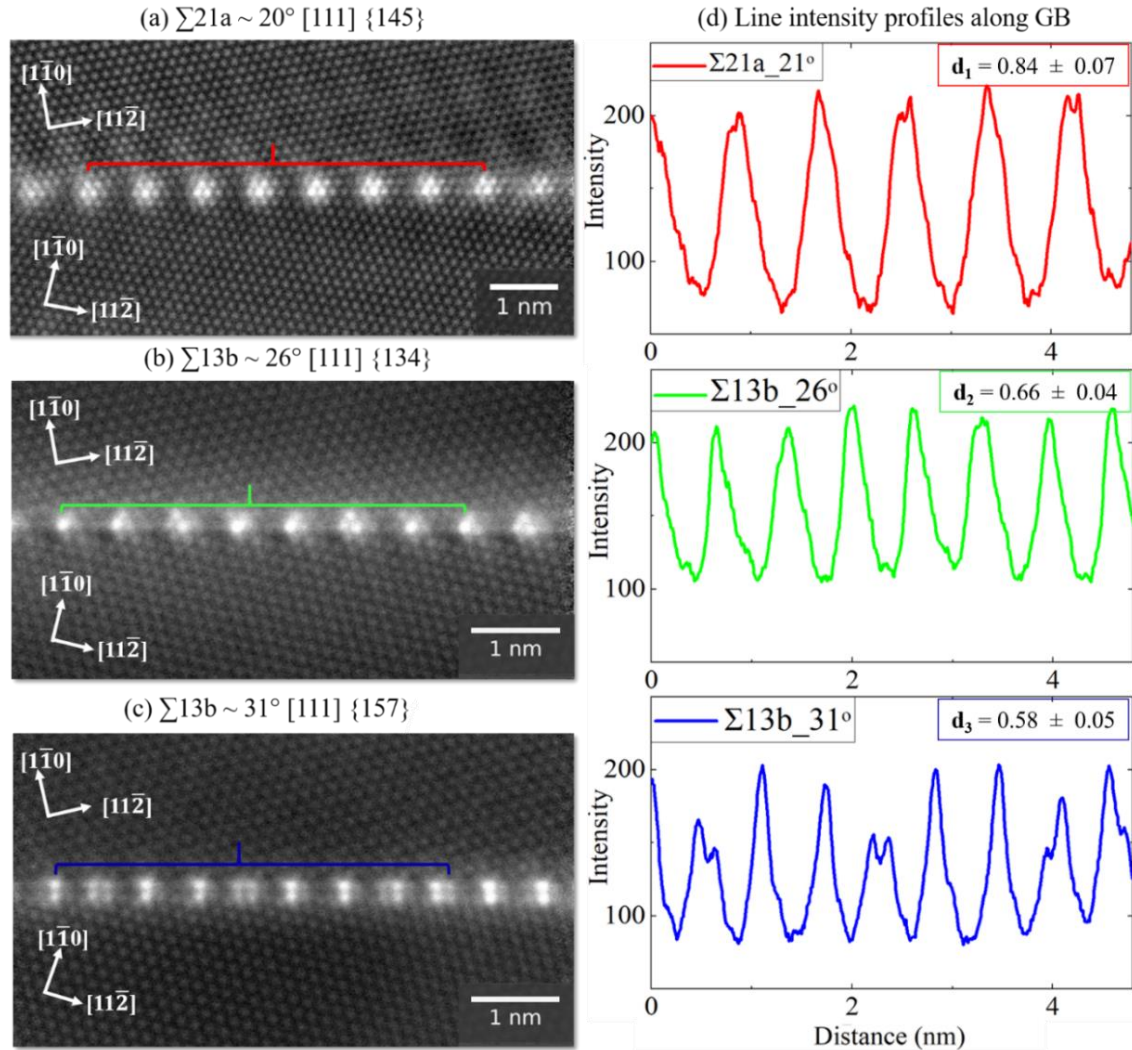 (a) ∑21a ~ 20° [111] {145}
[11̅0]
[112̅]
[11̅0]
[112̅]
1 nm
(b) ∑13b ~ 26° [111] {134}
[11̅0]
[112̅]
[11̅0]
[112̅]
1 nm
(c) ∑13b ~ 31° [111] {157}
[11̅0]
[112̅]
[11̅0]
[112̅]
1 nm
(d) Line intensity profiles along GB
Σ21a_21°
d₁ = 0.84 ± 0.07
200
100
Intensity
0 2 4
Σ13b_26°
d₂ = 0.66 ± 0.04
200
100
Intensity
0 2 4
Σ13b_31°
d₃ = 0.58 ± 0.05
200
100
Intensity
0 2 4
Distance (nm)